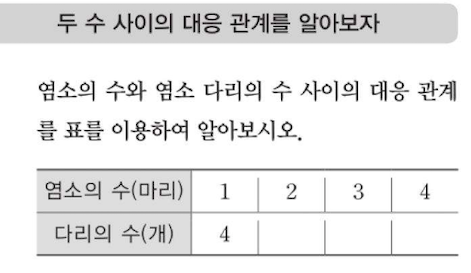 두 수 사이의 대응 관계를 알아보자
염소의 수와 염소 다리의 수 사이의 대응 관계
를 표를 이용하여 알아보시오.
염소의 수(마리) 1 2 3 4
다리의 수(개) 4